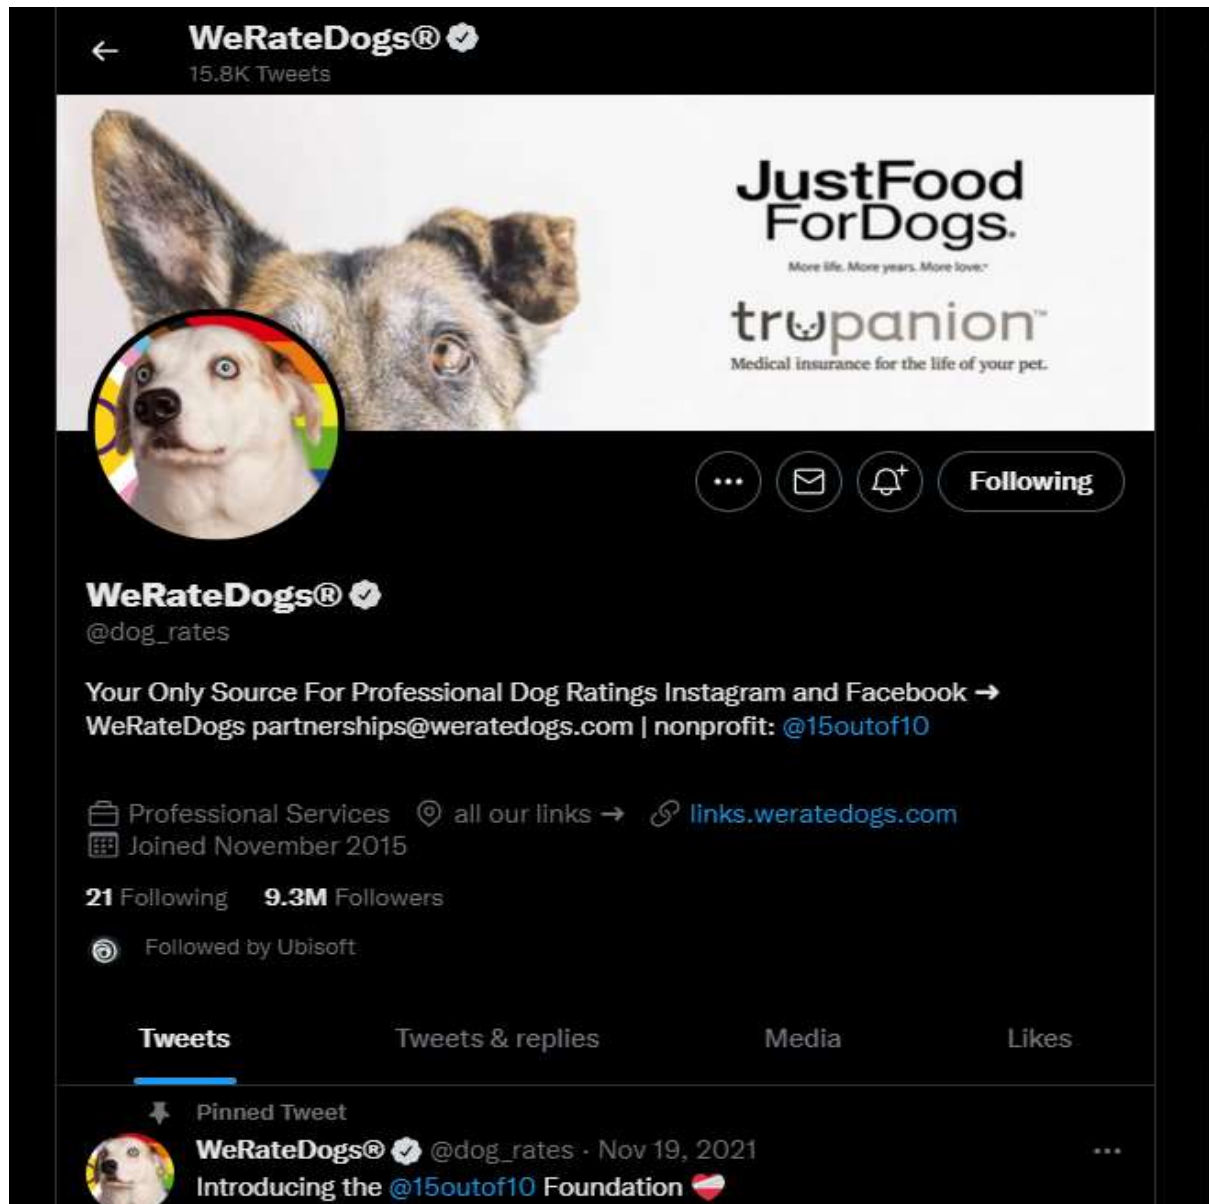 WeRateDogs®
15.8K Tweets
JustFood
ForDogs.
More life. More years. More love.™
trupanion™
Medical insurance for the life of your pet.
Following
WeRateDogs®
@dog_rates
Your Only Source For Professional Dog Ratings Instagram and Facebook →
WeRateDogs partnerships@weratedogs.com | nonprofit: @15outof10
Professional Services all our links → links.weratedogs.com
Joined November 2015
21 Following 9.3M Followers
Followed by Ubisoft
Tweets Tweets & replies Media Likes
Pinned Tweet
WeRateDogs® @dog_rates · Nov 19, 2021
Introducing the @15outof10 Foundation